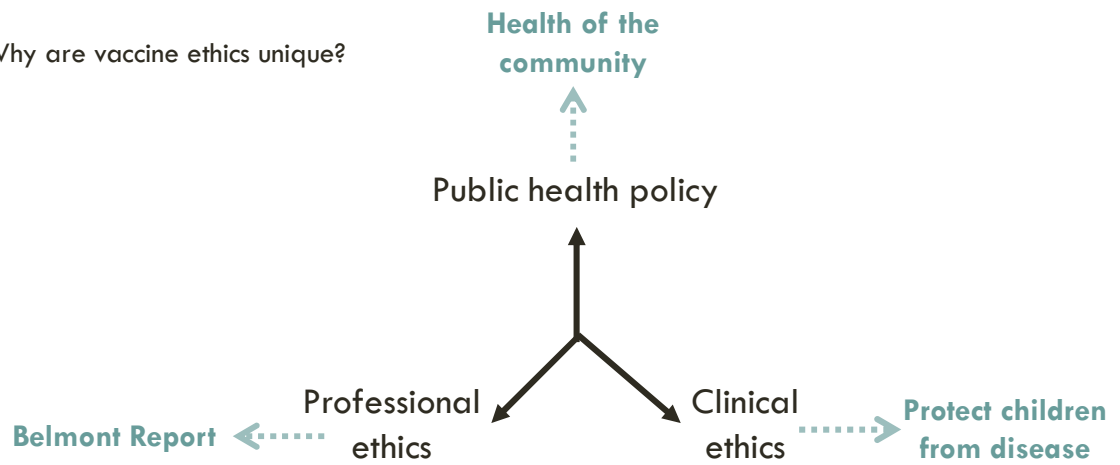 Why are vaccine ethics unique?
Health of the
community
Public health policy
Professional
ethics
Belmont Report
Clinical
ethics
Protect children
from disease